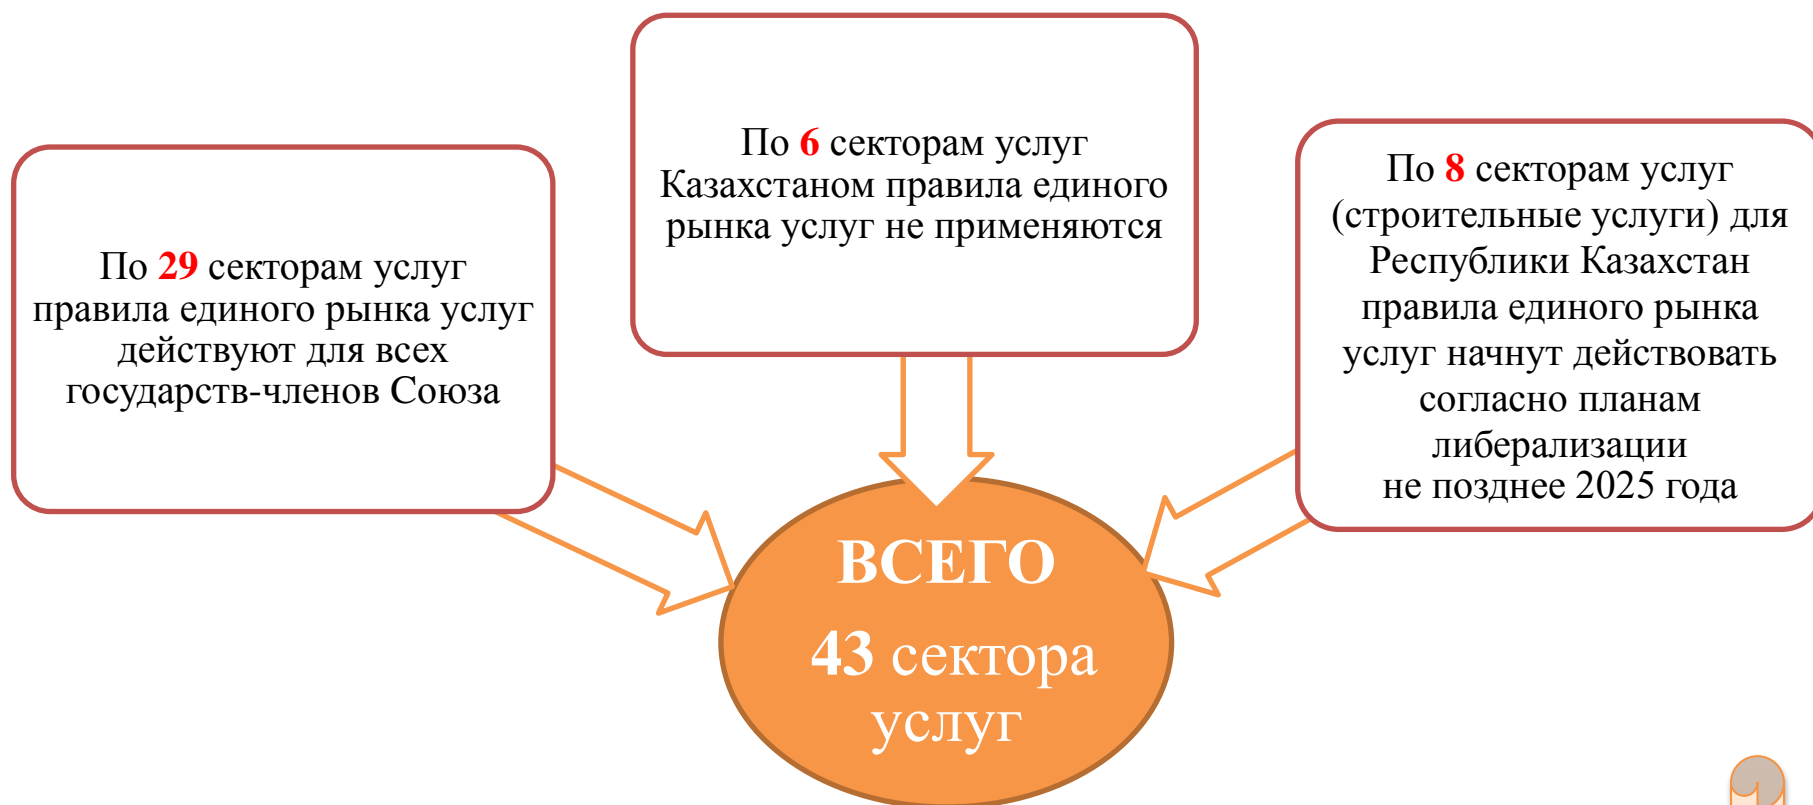 По 29 секторам услуг
правила единого рынка услуг
действуют для всех
государств-членов Союза
По 6 секторам услуг
Казахстаном правила единого
рынка услуг не применяются
По 8 секторам услуг
(строительные услуги) для
Республики Казахстан
правила единого рынка
услуг начнут действовать
согласно планам
либерализации
не позднее 2025 года
ВСЕГО
43 сектора
услуг